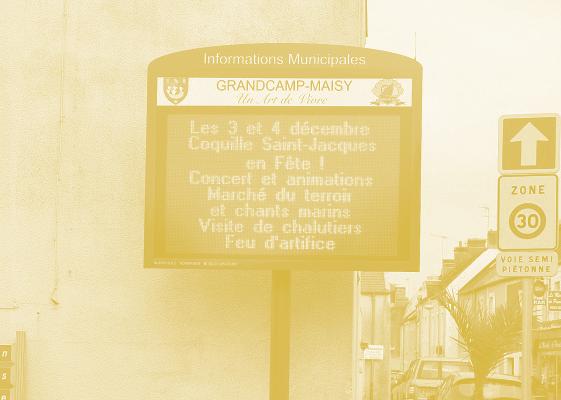 Informations Municipales
GRANDCAMP-MAISY
Un Art de Vivre
Les 3 et 4 décembre
Coquille Saint-Jacques
en Fête !
Concert et animations
Marché du terroir
et chants marins
Visite de chalutiers
Feu d'artifice
ZONE
30
VOIE SEMI
PIÉTONNE